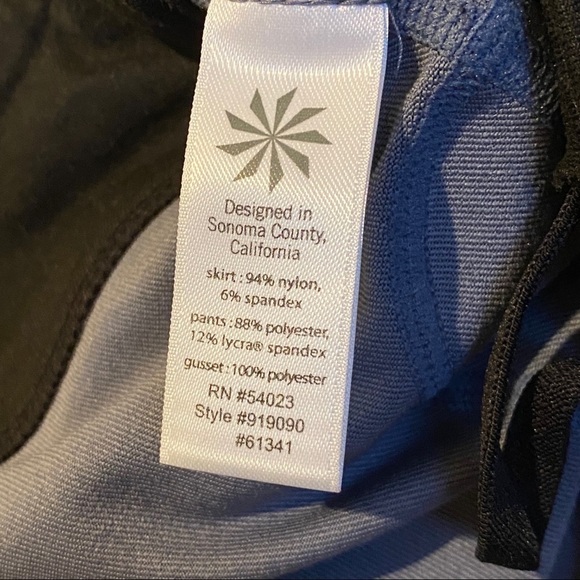 Designed in
Sonoma County,
California
skirt : 94% nylon,
6% spandex
pants : 88% polyester,
12% lycra® spandex
gusset : 100% polyester
RN #54023
Style #919090
#61341